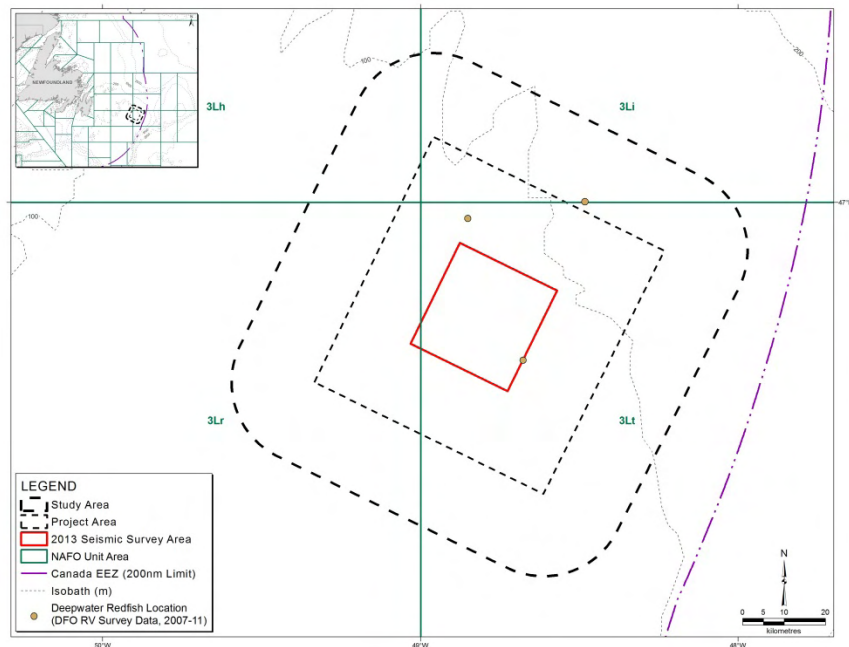 NEWFOUNDLAND
100
200
3Lh
3Li
47°N
100
3Lr
3Lt
LEGEND
Study Area
Project Area
2013 Seismic Survey Area
NAFO Unit Area
Canada EEZ (200nm Limit)
Isobath (m)
Deepwater Redfish Location
(DFO RV Survey Data, 2007-11)
N
0 5 10 20
kilometres
50°W
49°W
48°W